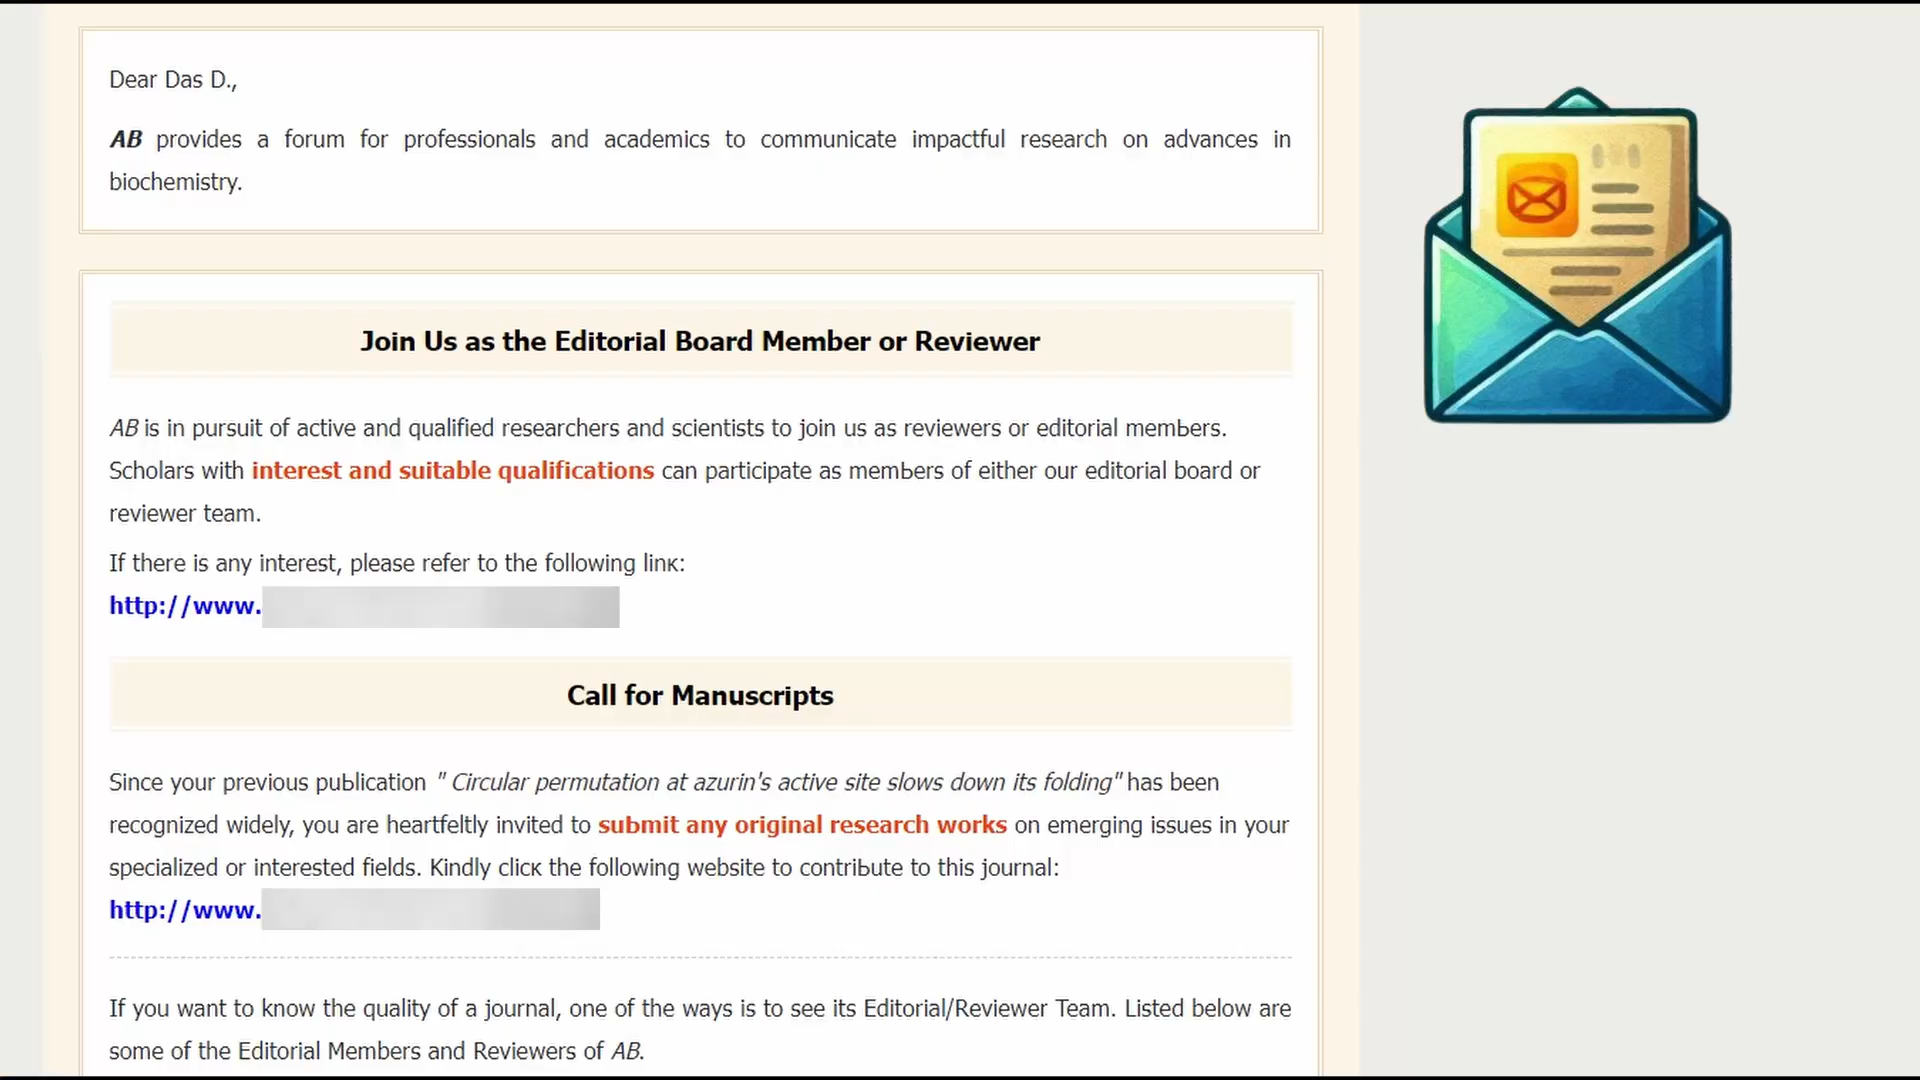 Dear Das D.,
AB provides a forum for professionals and academics to communicate impactful research on advances in
biochemistry.
Join Us as the Editorial Board Member or Reviewer
AB is in pursuit of active and qualified researchers and scientists to join us as reviewers or editorial memЬers.
Scholars with interest and suitable qualifications can participate as memЬers of either our editorial board or
reviewer team.
If there is any interest, please refer to the following linк:
http://www.
Call for Manuscripts
Since your previous puЬlication " Circular permutation at azurin's active site slows down its folding" has been
recognized widely, you are heartfeltly invited to suЬmit any original research works on emerging issues in your
specialized or interested fields. Kindly clicк the following website to contriЬute to this journal:
http://www.
If you want to know the quality of a journal, one of the ways is to see its Editorial/Reviewer Team. Listed below are
some of the Editorial Members and Reviewers of AB.